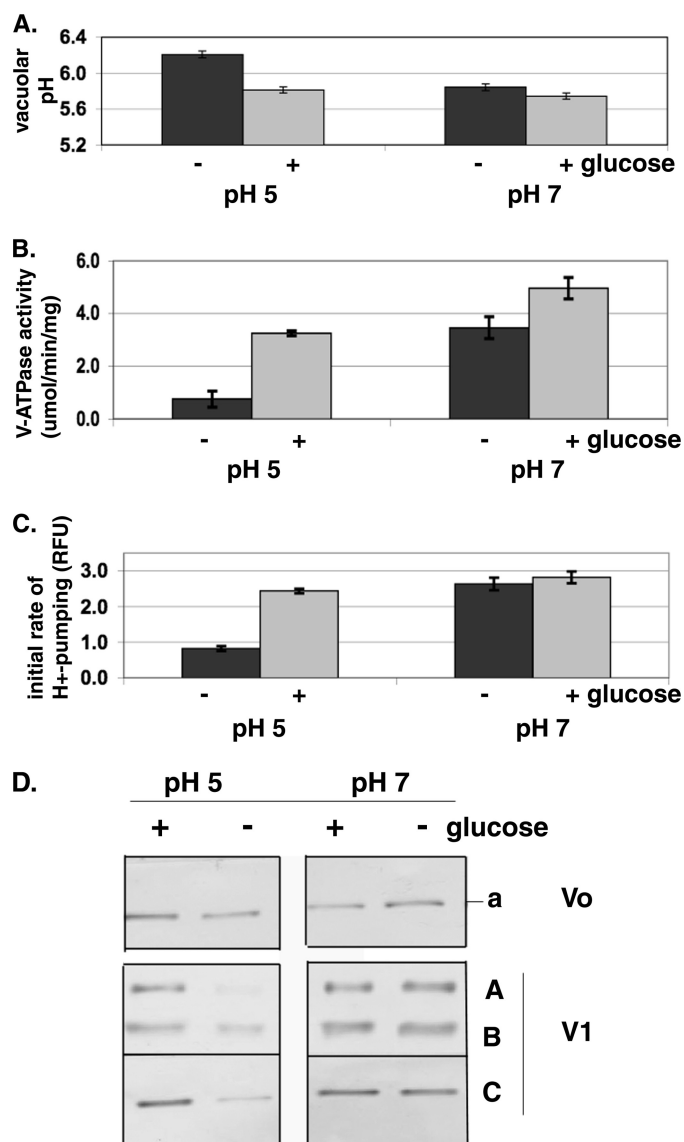 A.
vacuolar
pH
6.4
6.0
5.6
5.2
- + - + glucose
pH 5 pH 7
B.
V-ATPase activity
(umol/min/mg)
6.0
4.0
2.0
0.0
- + - + glucose
pH 5 pH 7
C.
initial rate of
H+-pumping (RFU)
3.0
2.0
1.0
0.0
- + - + glucose
pH 5 pH 7
D.
pH 5 pH 7
+ - + - glucose
a Vo
A
B V1
C